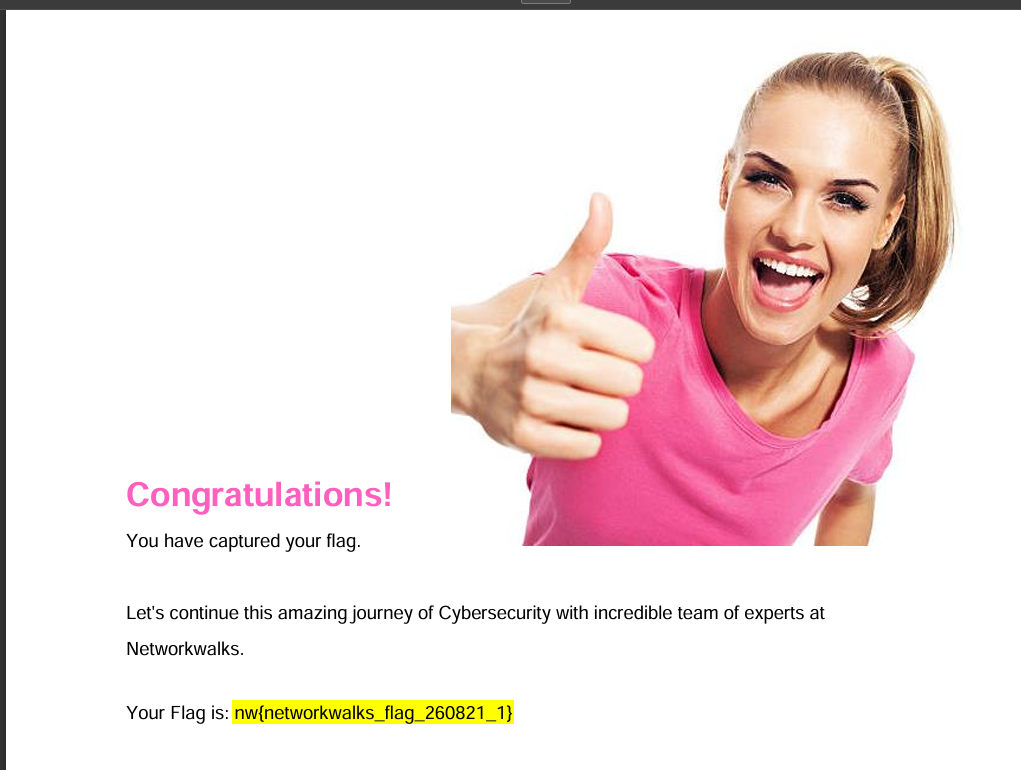 Congratulations!
You have captured your flag.
Let's continue this amazing journey of Cybersecurity with incredible team of experts at
Networkwalks.
Your Flag is: nw{networkwalks_flag_260821_1}